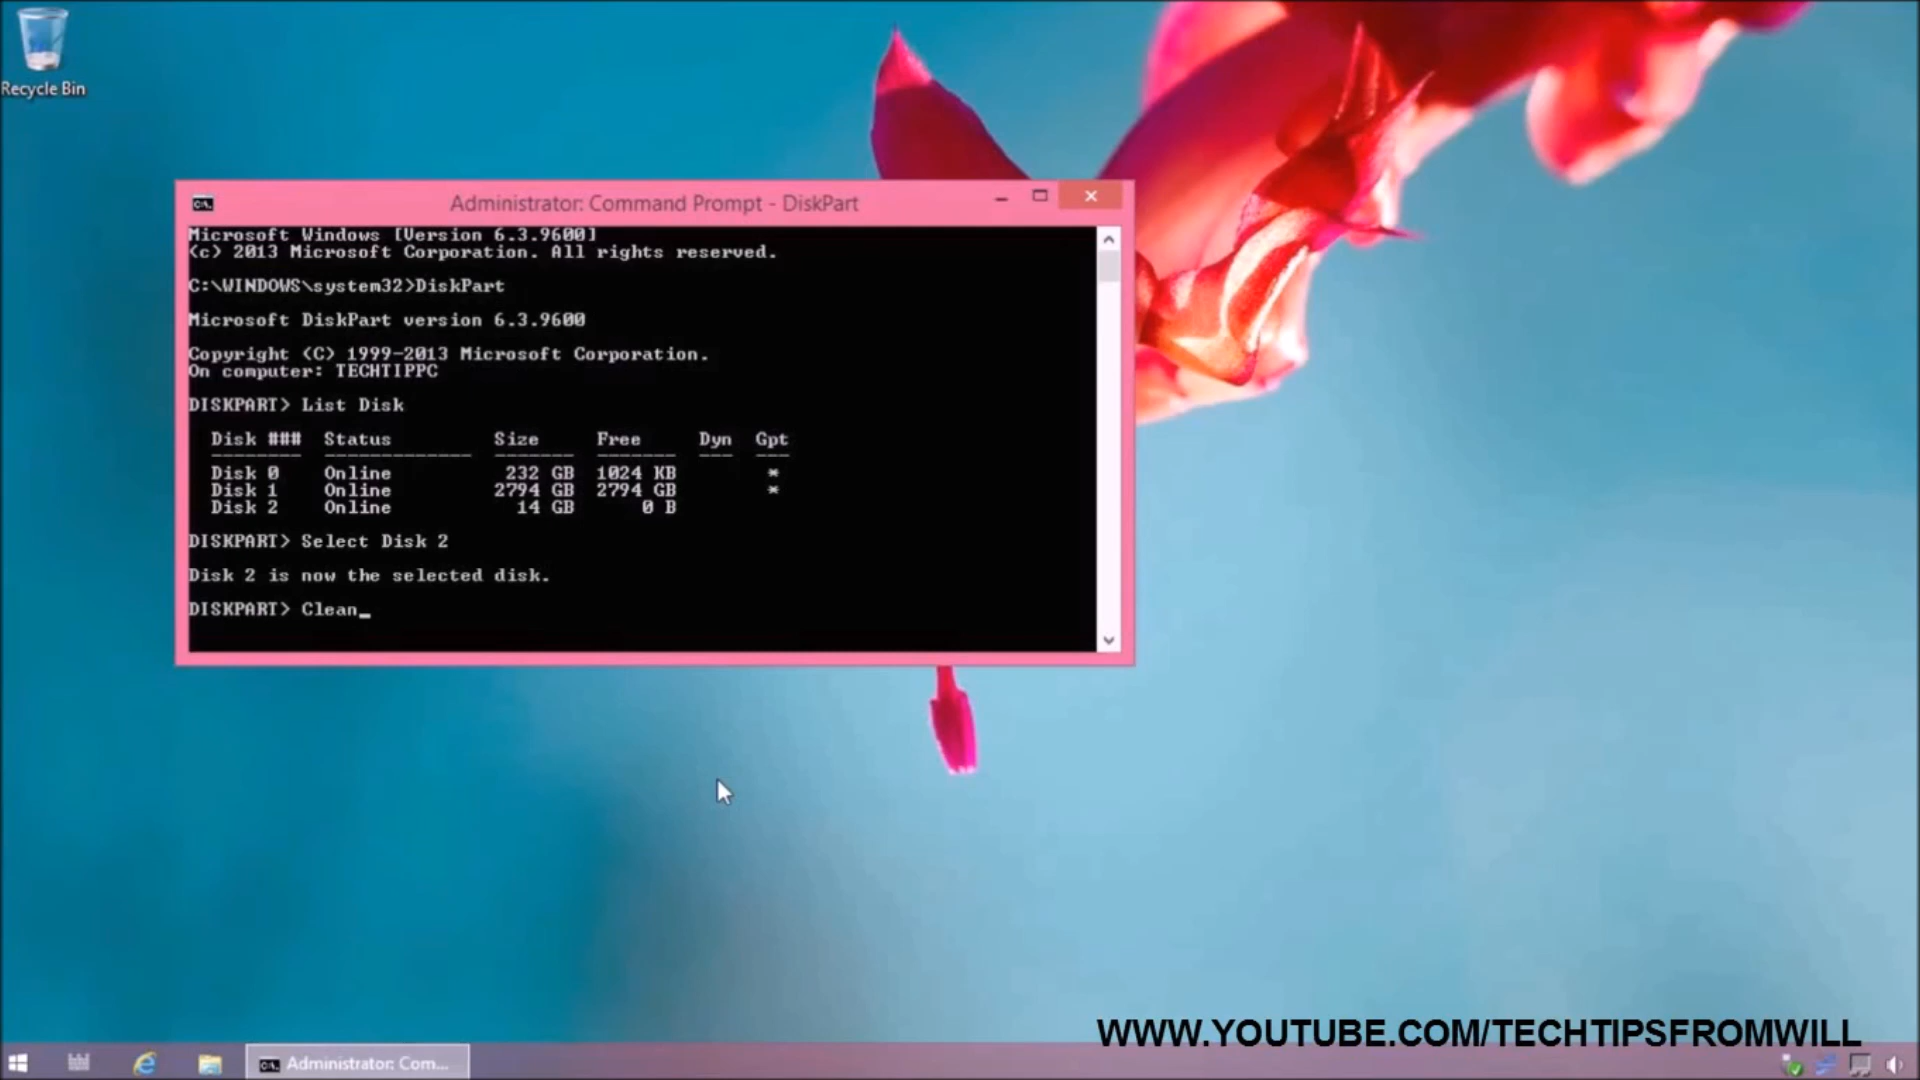 Recycle Bin
Administrator: Command Prompt - DiskPart
Microsoft Windows [Version 6.3.9600]
(c) 2013 Microsoft Corporation. All rights reserved.
C:\WINDOWS\system32>DiskPart
Microsoft DiskPart version 6.3.9600
Copyright (C) 1999-2013 Microsoft Corporation.
On computer: TECHTIPPC
DISKPART> List Disk
Disk ### Status Size Free Dyn Gpt
-------- ------------- ------- ------- --- ---
Disk 0 Online 232 GB 1024 KB *
Disk 1 Online 2794 GB 2794 GB *
Disk 2 Online 14 GB 0 B
DISKPART> Select Disk 2
Disk 2 is now the selected disk.
DISKPART> Clean_
WWW.YOUTUBE.COM/TECHTIPSFROMWILL
Administrator: Com...